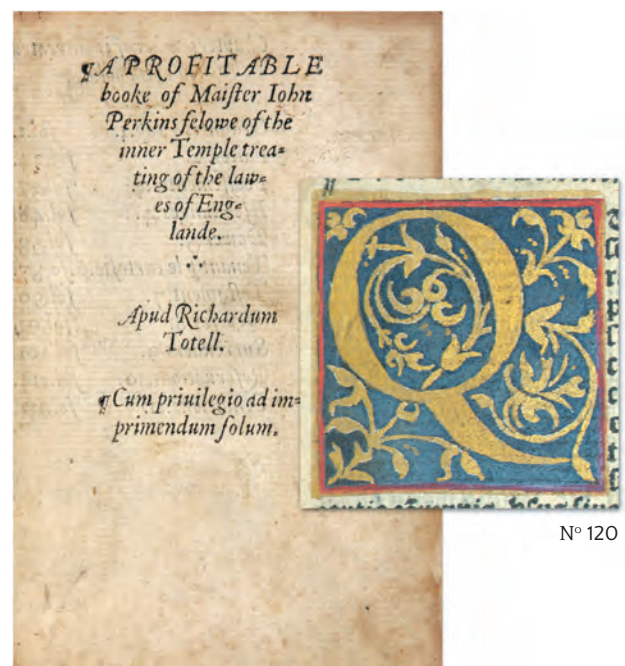 ¶A PROFITABLE
booke of Maiſter Iohn
Perkins felowe of the
inner Temple trea⸗
ting of the law⸗
es of Eng⸗
lande.
Apud Richardum
Totell.
¶Cum priuilegio ad im⸗
primendum ſolum.
Q
Nº 120